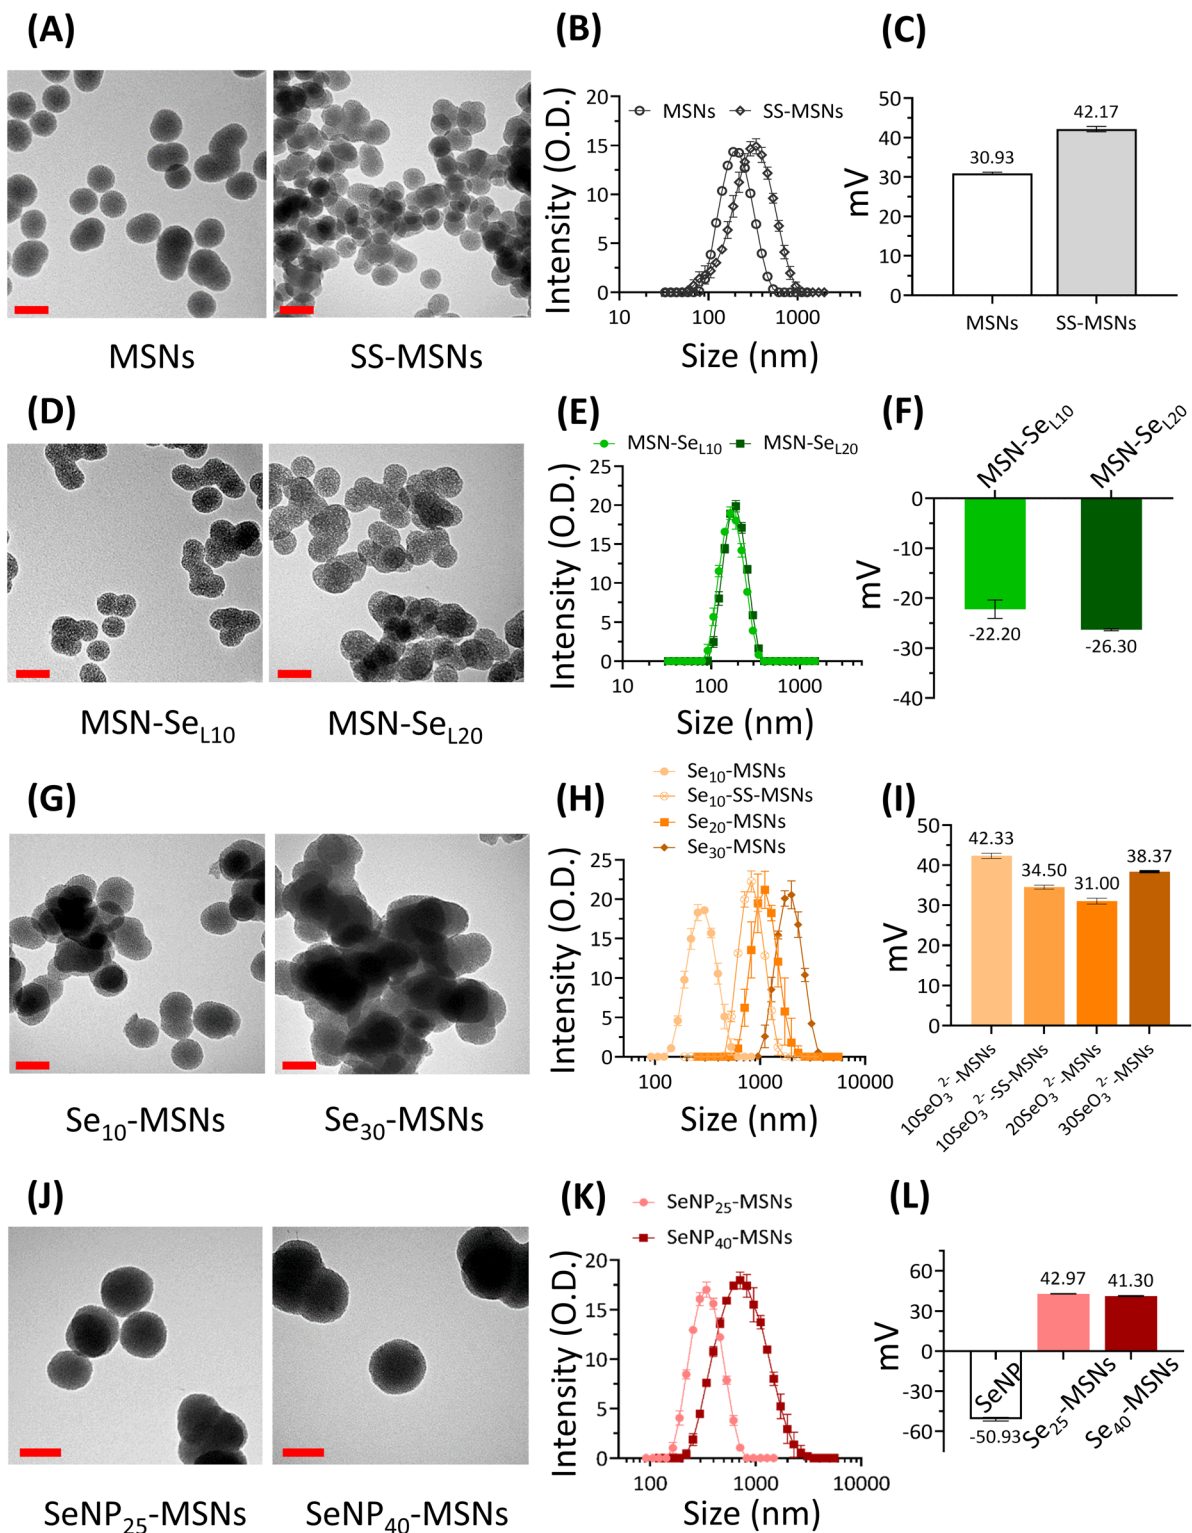 (A)
(B)
(C)
MSNs
SS-MSNs
Intensity (O.D.)
20
15
10
5
0
MSNs
SS-MSNs
10
100
1000
Size (nm)
mV
50
40
30
20
10
0
30.93
42.17
MSNs
SS-MSNs
(D)
(E)
(F)
MSN-SeL10
MSN-SeL20
MSN-SeL10
MSN-SeL20
Intensity (O.D.)
25
20
15
10
5
0
10
100
1000
Size (nm)
MSN-SeL10
MSN-SeL20
mV
0
-10
-20
-30
-40
-22.20
-26.30
(G)
(H)
(I)
Se10-MSNs
Se30-MSNs
Se10-MSNs
Se10-SS-MSNs
Se20-MSNs
Se30-MSNs
Intensity (O.D.)
25
20
15
10
5
0
100
1000
10000
Size (nm)
mV
50
40
30
20
10
0
42.33
34.50
31.00
38.37
10SeO3²⁻-MSNs
10SeO3²⁻-SS-MSNs
20SeO3²⁻-MSNs
30SeO3²⁻-MSNs
(J)
(K)
(L)
SeNP25-MSNs
SeNP40-MSNs
SeNP25-MSNs
SeNP40-MSNs
Intensity (O.D.)
20
15
10
5
0
100
1000
10000
Size (nm)
mV
60
30
0
-30
-60
42.97
41.30
-50.93
SeNP
Se25-MSNs
Se40-MSNs